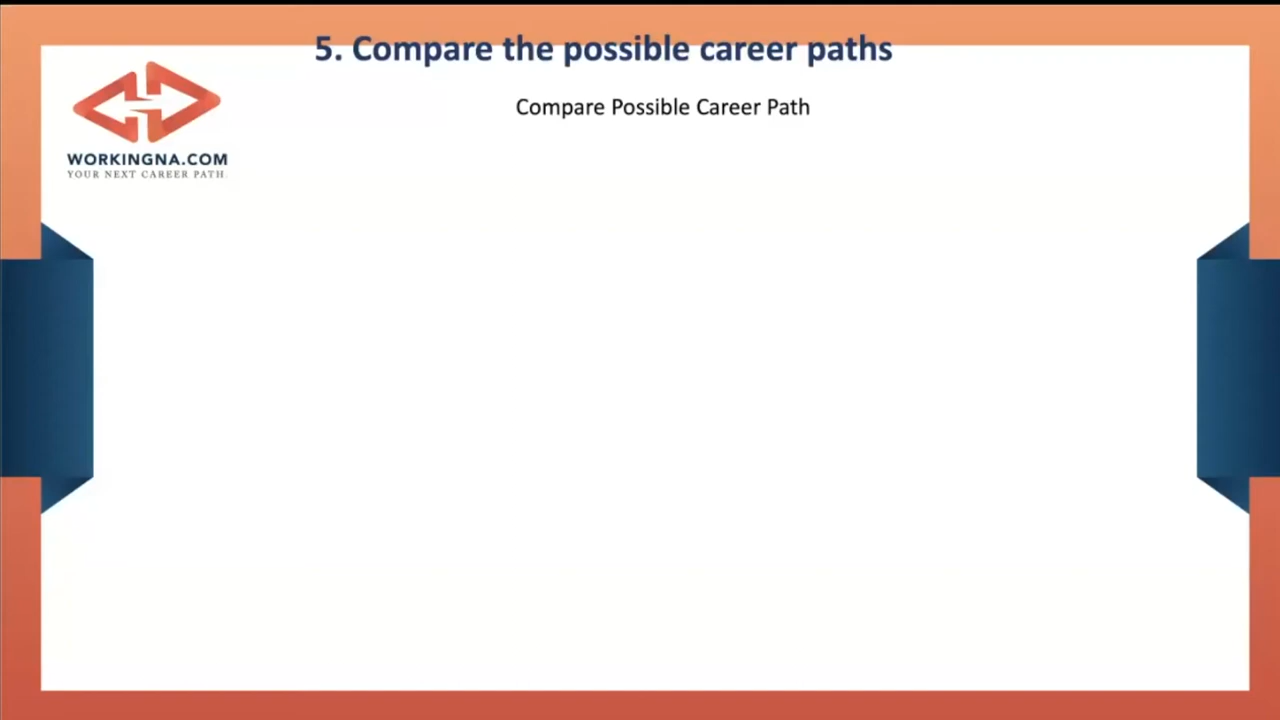 5. Compare the possible career paths
Compare Possible Career Path
WORKINGNA.COM
YOUR NEXT CAREER PATH.